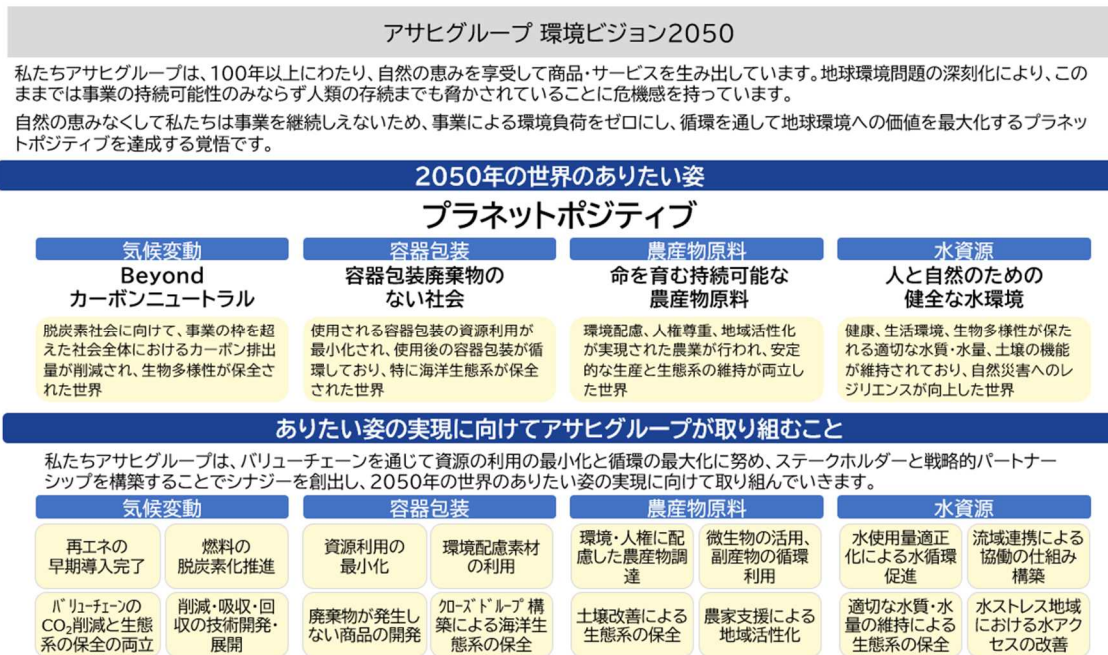 アサヒグループ 環境ビジョン2050
私たちアサヒグループは、100年以上にわたり、自然の恵みを享受して商品・サービスを生み出しています。地球環境問題の深刻化により、この
ままでは事業の持続可能性のみならず人類の存続までも脅かされていることに危機感を持っています。
自然の恵みなくして私たちは事業を継続しえないため、事業による環境負荷をゼロにし、循環を通して地球環境への価値を最大化するプラネッ
トポジティブを達成する覚悟です。
2050年の世界のありたい姿
プラネットポジティブ
気候変動
Beyond
カーボンニュートラル
脱炭素社会に向けて、事業の枠を超
えた社会全体におけるカーボン排出
量が削減され、生物多様性が保全さ
れた世界
容器包装
容器包装廃棄物の
ない社会
使用される容器包装の資源利用が
最小化され、使用後の容器包装が循
環しており、特に海洋生態系が保全
された世界
農産物原料
命を育む持続可能な
農産物原料
環境配慮、人権尊重、地域活性化
が実現された農業が行われ、安定
的な生産と生態系の維持が両立し
た世界
水資源
人と自然のための
健全な水環境
健康、生活環境、生物多様性が保た
れる適切な水質・水量、土壌の機能
が維持されており、自然災害へのレ
ジリエンスが向上した世界
ありたい姿の実現に向けてアサヒグループが取り組むこと
私たちアサヒグループは、バリューチェーンを通じて資源の利用の最小化と循環の最大化に努め、ステークホルダーと戦略的パートナー
シップを構築することでシナジーを創出し、2050年の世界のありたい姿の実現に向けて取り組んでいきます。
気候変動
再エネの
早期導入完了
燃料の
脱炭素化推進
バリューチェーンの
CO₂削減と生態
系の保全の両立
削減・吸収・回
収の技術開発・
展開
容器包装
資源利用の
最小化
環境配慮素材
の利用
廃棄物が発生し
ない商品の開発
クローズドループ構
築による海洋生
態系の保全
農産物原料
環境・人権に配
慮した農産物調
達
微生物の活用、
副産物の循環
利用
土壌改善による
生態系の保全
農家支援による
地域活性化
水資源
水使用量適正
化による水循環
促進
流域連携による
協働の仕組み
構築
適切な水質・水
量の維持による
生態系の保全
水ストレス地域
における水アク
セスの改善